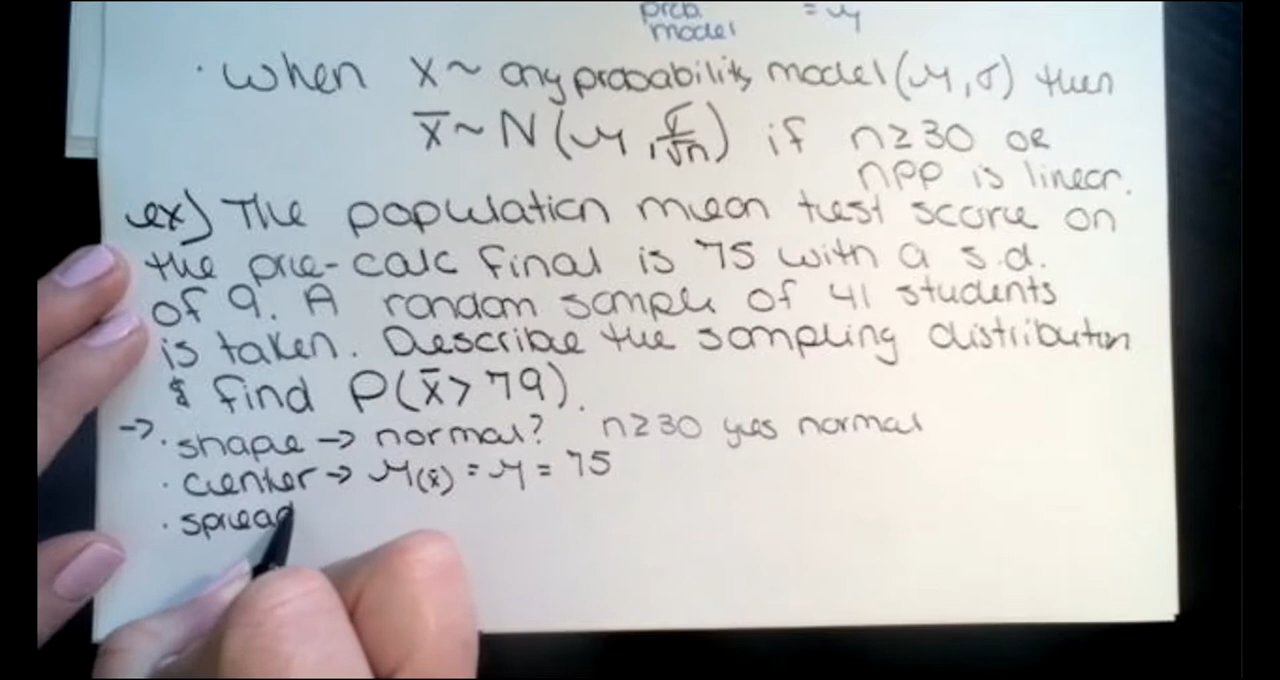 prob. = μ
model
· When X ~ any probability model (μ, σ) then
X̄ ~ N(μ, σ/√n) if n ≥ 30 or
npp is linear.
ex) The population mean test score on
the pre-calc final is 75 with a s.d.
of 9. A random sample of 41 students
is taken. Describe the sampling distribution
& find P(x̄ > 79).
→ · shape → normal? n ≥ 30 yes normal
· center → μ(x̄) = μ = 75
· spread